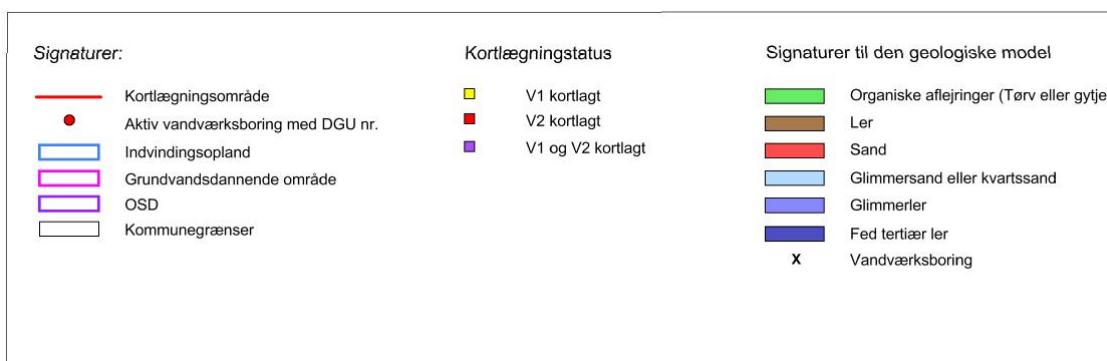 Signaturer:
Kortlægningsområde
Aktiv vandværksboring med DGU nr.
Indvindingsopland
Grundvandsdannende område
OSD
Kommunegrænser
Kortlægningstatus
V1 kortlagt
V2 kortlagt
V1 og V2 kortlagt
Signaturer til den geologiske model
Organiske aflejringer (Tørv eller gytje
Ler
Sand
Glimmersand eller kvartssand
Glimmerler
Fed tertiær ler
X Vandværksboring